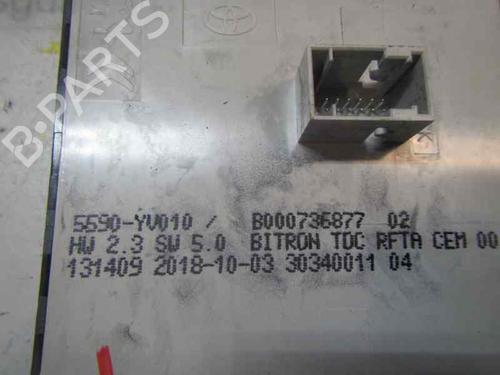 B-PARTS
5590-YV010 / B000736877 02
HW 2.3 SW 5.0 BITRON TDC RFTA CEM 00
131409 2018-10-03 30340011 04